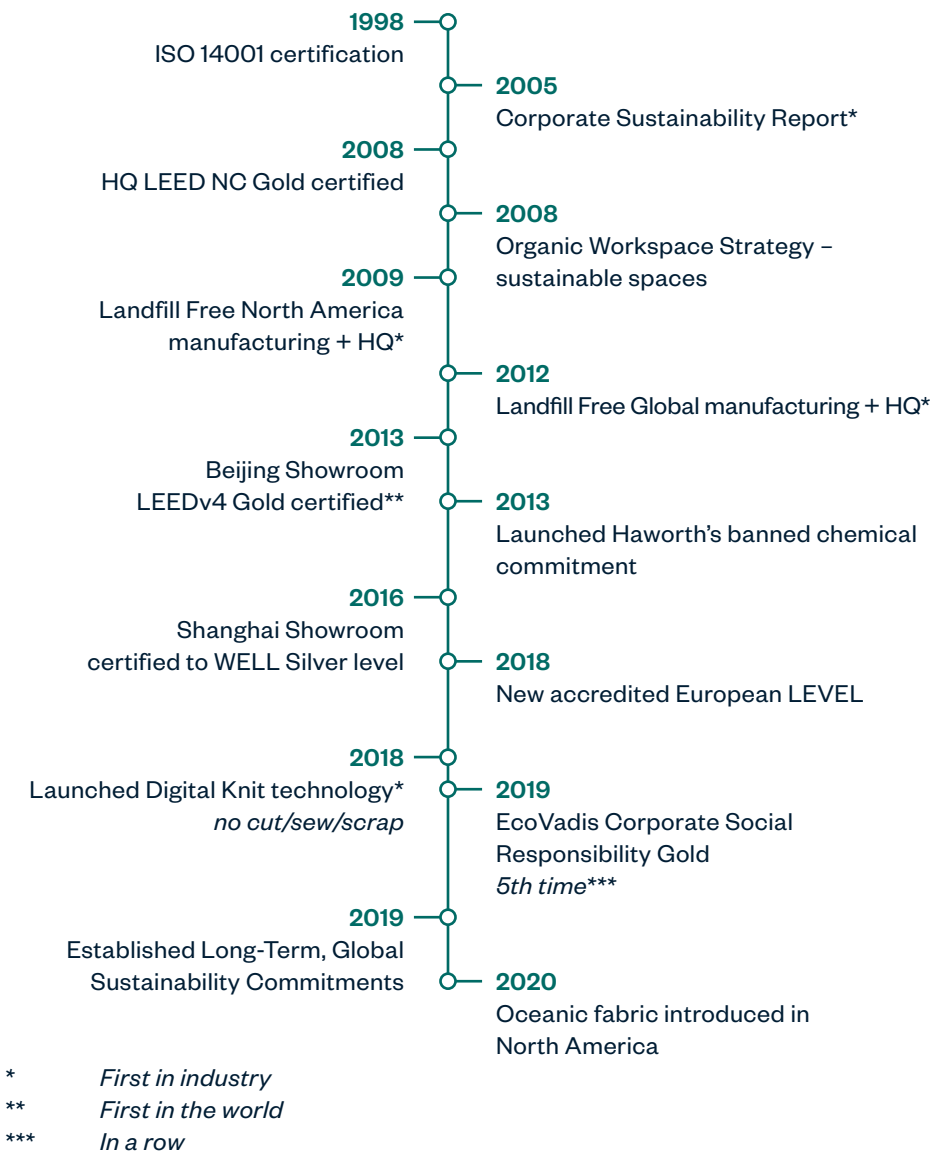 1998
ISO 14001 certification
2005
Corporate Sustainability Report*
2008
HQ LEED NC Gold certified
2008
Organic Workspace Strategy –
sustainable spaces
2009
Landfill Free North America
manufacturing + HQ*
2012
Landfill Free Global manufacturing + HQ*
2013
Beijing Showroom
LEEDv4 Gold certified**
2013
Launched Haworth’s banned chemical
commitment
2016
Shanghai Showroom
certified to WELL Silver level
2018
New accredited European LEVEL
2018
Launched Digital Knit technology*
no cut/sew/scrap
2019
EcoVadis Corporate Social
Responsibility Gold
5th time***
2019
Established Long-Term, Global
Sustainability Commitments
2020
Oceanic fabric introduced in
North America
* First in industry
** First in the world
*** In a row